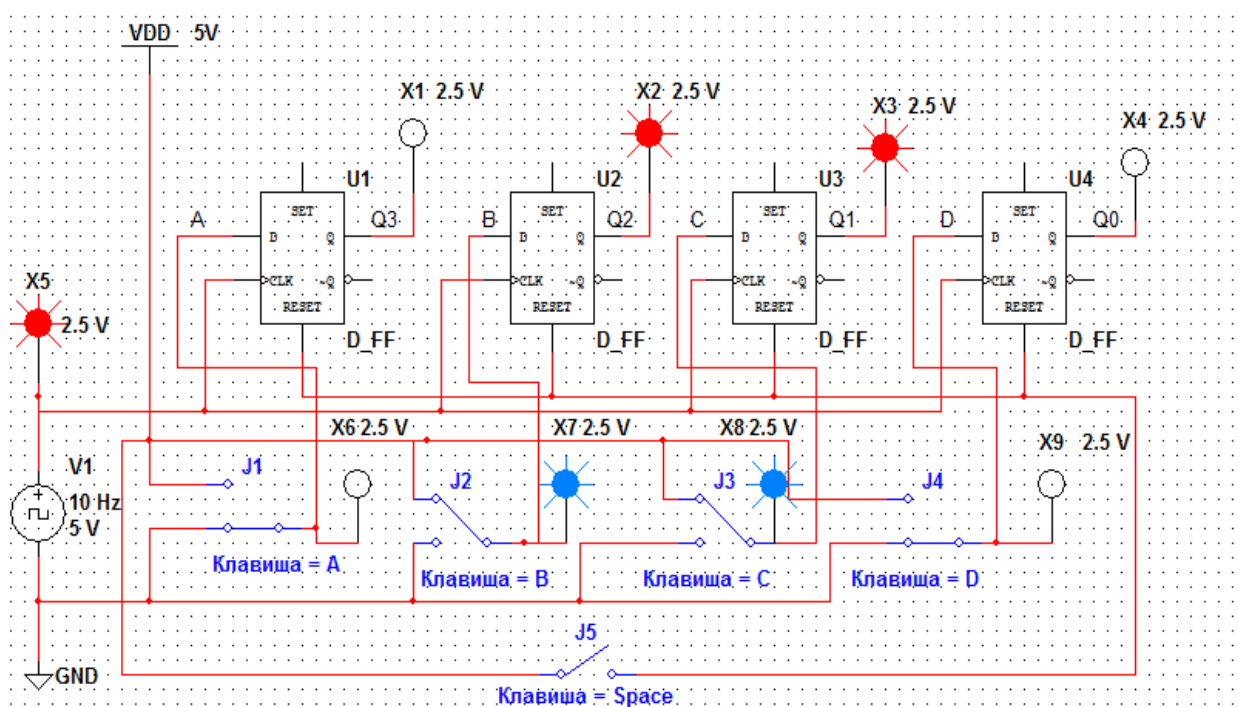 VDD 5V
X1 2.5 V
X2 2.5 V
X3 2.5 V
X4 2.5 V
U1
U2
U3
U4
A SET Q3
D Q
CLK ~Q
RESET
D_FF
B SET Q2
D Q
CLK ~Q
RESET
D_FF
C SET Q1
D Q
CLK ~Q
RESET
D_FF
D SET Q0
D Q
CLK ~Q
RESET
D_FF
X5
2.5 V
X6 2.5 V
X7 2.5 V
X8 2.5 V
X9 2.5 V
V1
10 Hz
5 V
J1
J2
J3
J4
Клавиша = A
Клавиша = B
Клавиша = C
Клавиша = D
J5
GND
Клавиша = Space